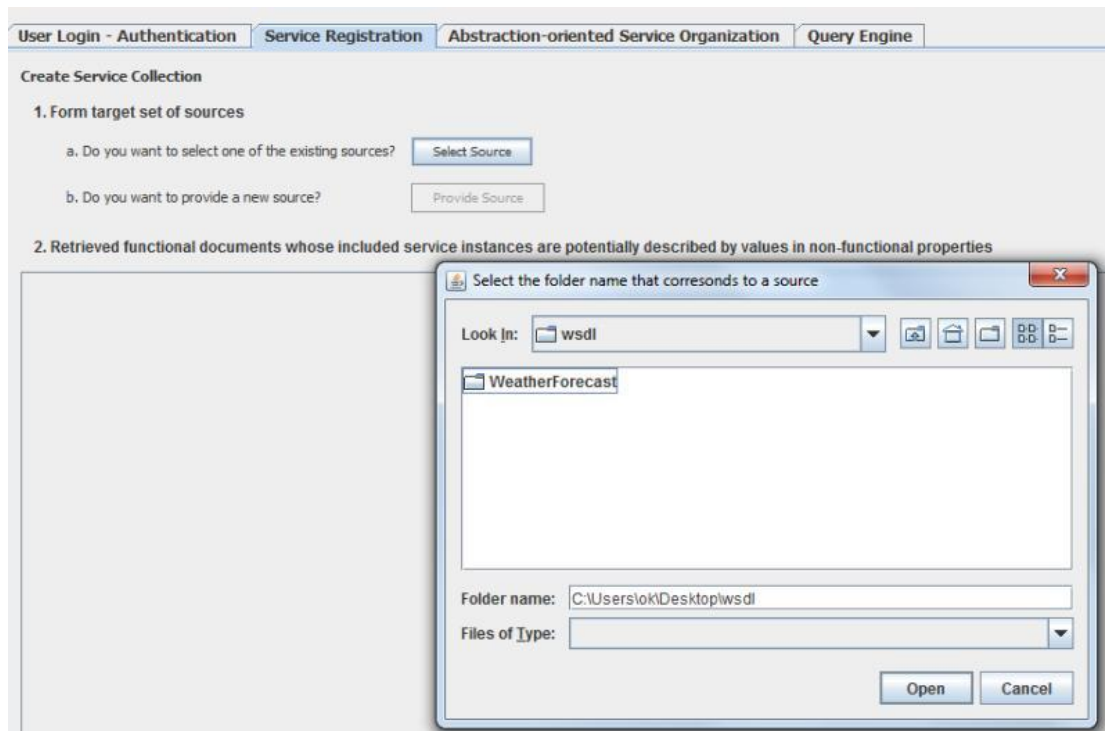 User Login - Authentication Service Registration Abstraction-oriented Service Organization Query Engine
Create Service Collection
1. Form target set of sources
a. Do you want to select one of the existing sources? Select Source
b. Do you want to provide a new source? Provide Source
2. Retrieved functional documents whose included service instances are potentially described by values in non-functional properties
Select the folder name that corresonds to a source
Look In: wsdl
WeatherForecast
Folder name: C:\Users\ok\Desktop\wsdl
Files of Type:
Open Cancel